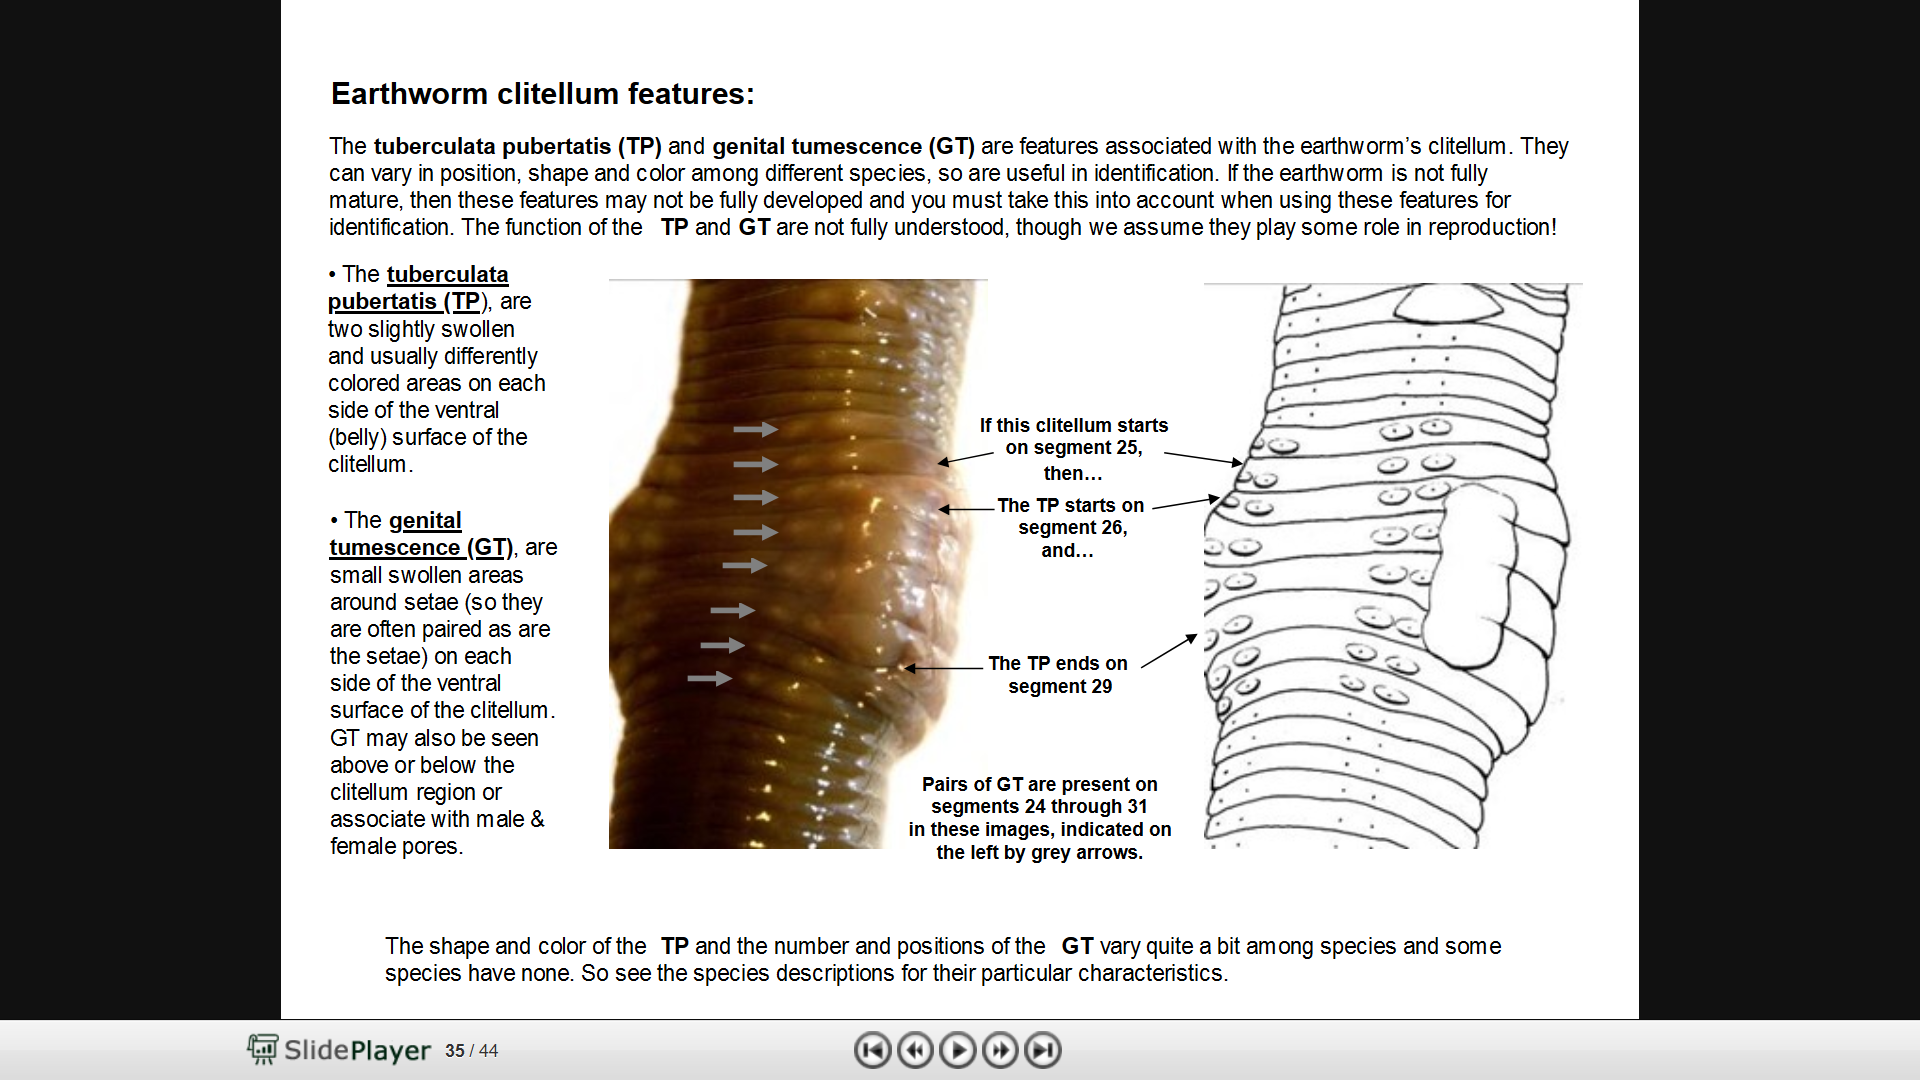 Earthworm clitellum features:
The tuberculata pubertatis (TP) and genital tumescence (GT) are features associated with the earthworm’s clitellum. They
can vary in position, shape and color among different species, so are useful in identification. If the earthworm is not fully
mature, then these features may not be fully developed and you must take this into account when using these features for
identification. The function of the TP and GT are not fully understood, though we assume they play some role in reproduction!
• The tuberculata
pubertatis (TP), are
two slightly swollen
and usually differently
colored areas on each
side of the ventral
(belly) surface of the
clitellum.
• The genital
tumescence (GT), are
small swollen areas
around setae (so they
are often paired as are
the setae) on each
side of the ventral
surface of the clitellum.
GT may also be seen
above or below the
clitellum region or
associate with male &
female pores.
If this clitellum starts
on segment 25,
then…
The TP starts on
segment 26,
and…
The TP ends on
segment 29
Pairs of GT are present on
segments 24 through 31
in these images, indicated on
the left by grey arrows.
The shape and color of the TP and the number and positions of the GT vary quite a bit among species and some
species have none. So see the species descriptions for their particular characteristics.
SlidePlayer 35 / 44